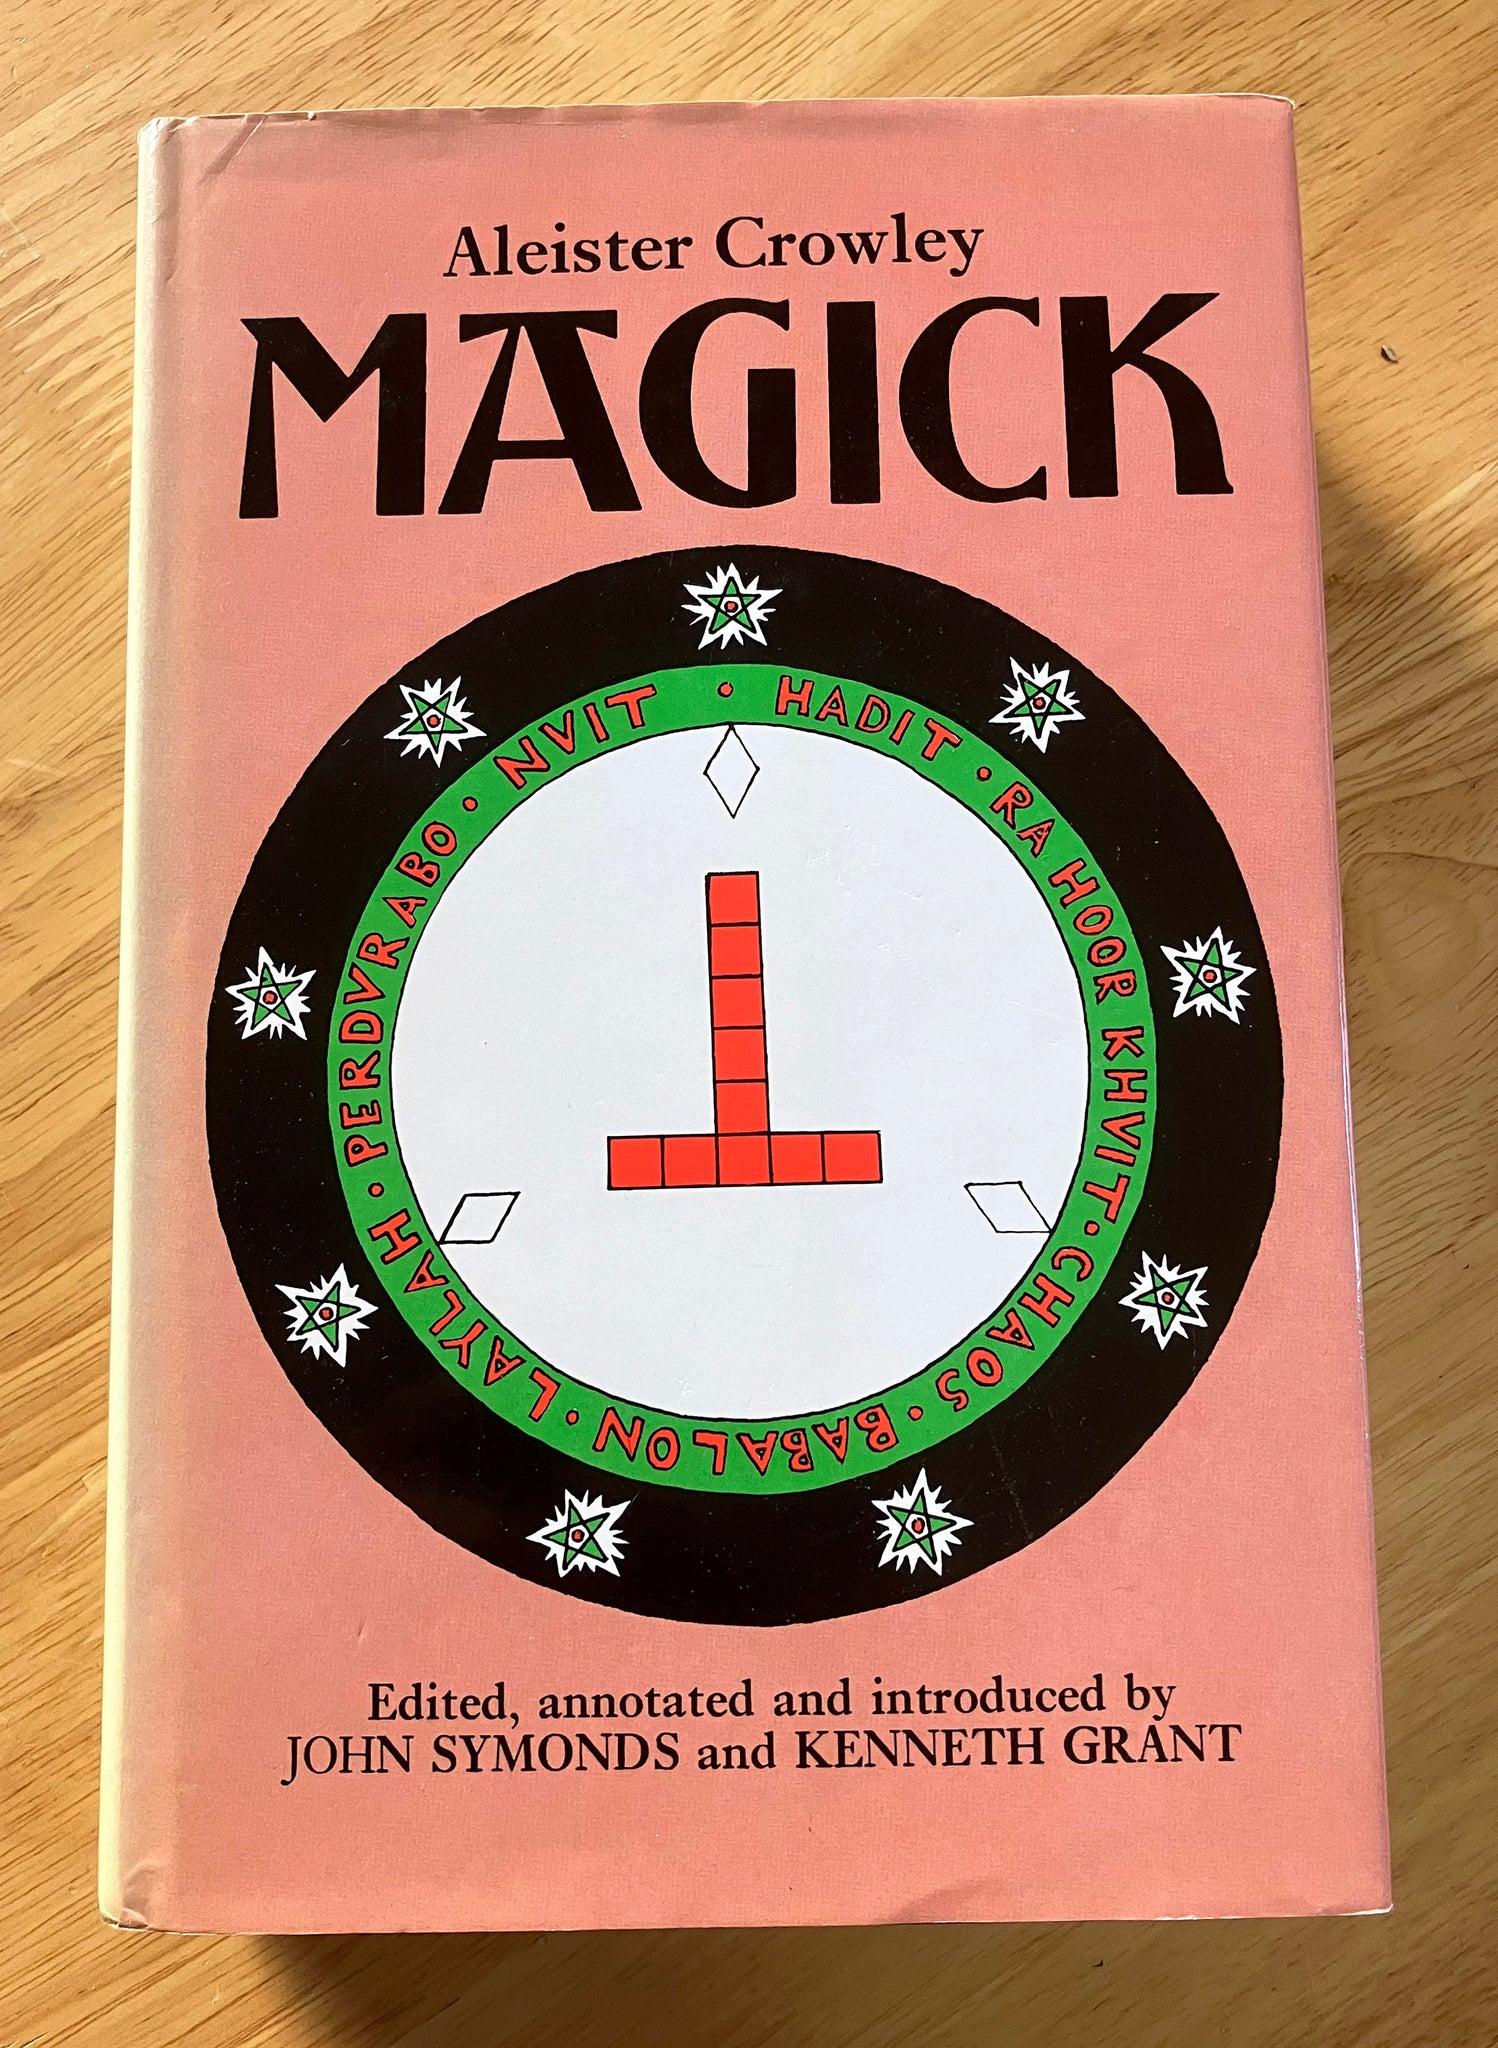 Aleister Crowley
MAGICK
NVIT · HADIT · RA HOOR KHVIT · CHAOS · BABALON · LAYLAH · PERDVRABO ·
Edited, annotated and introduced by
JOHN SYMONDS and KENNETH GRANT